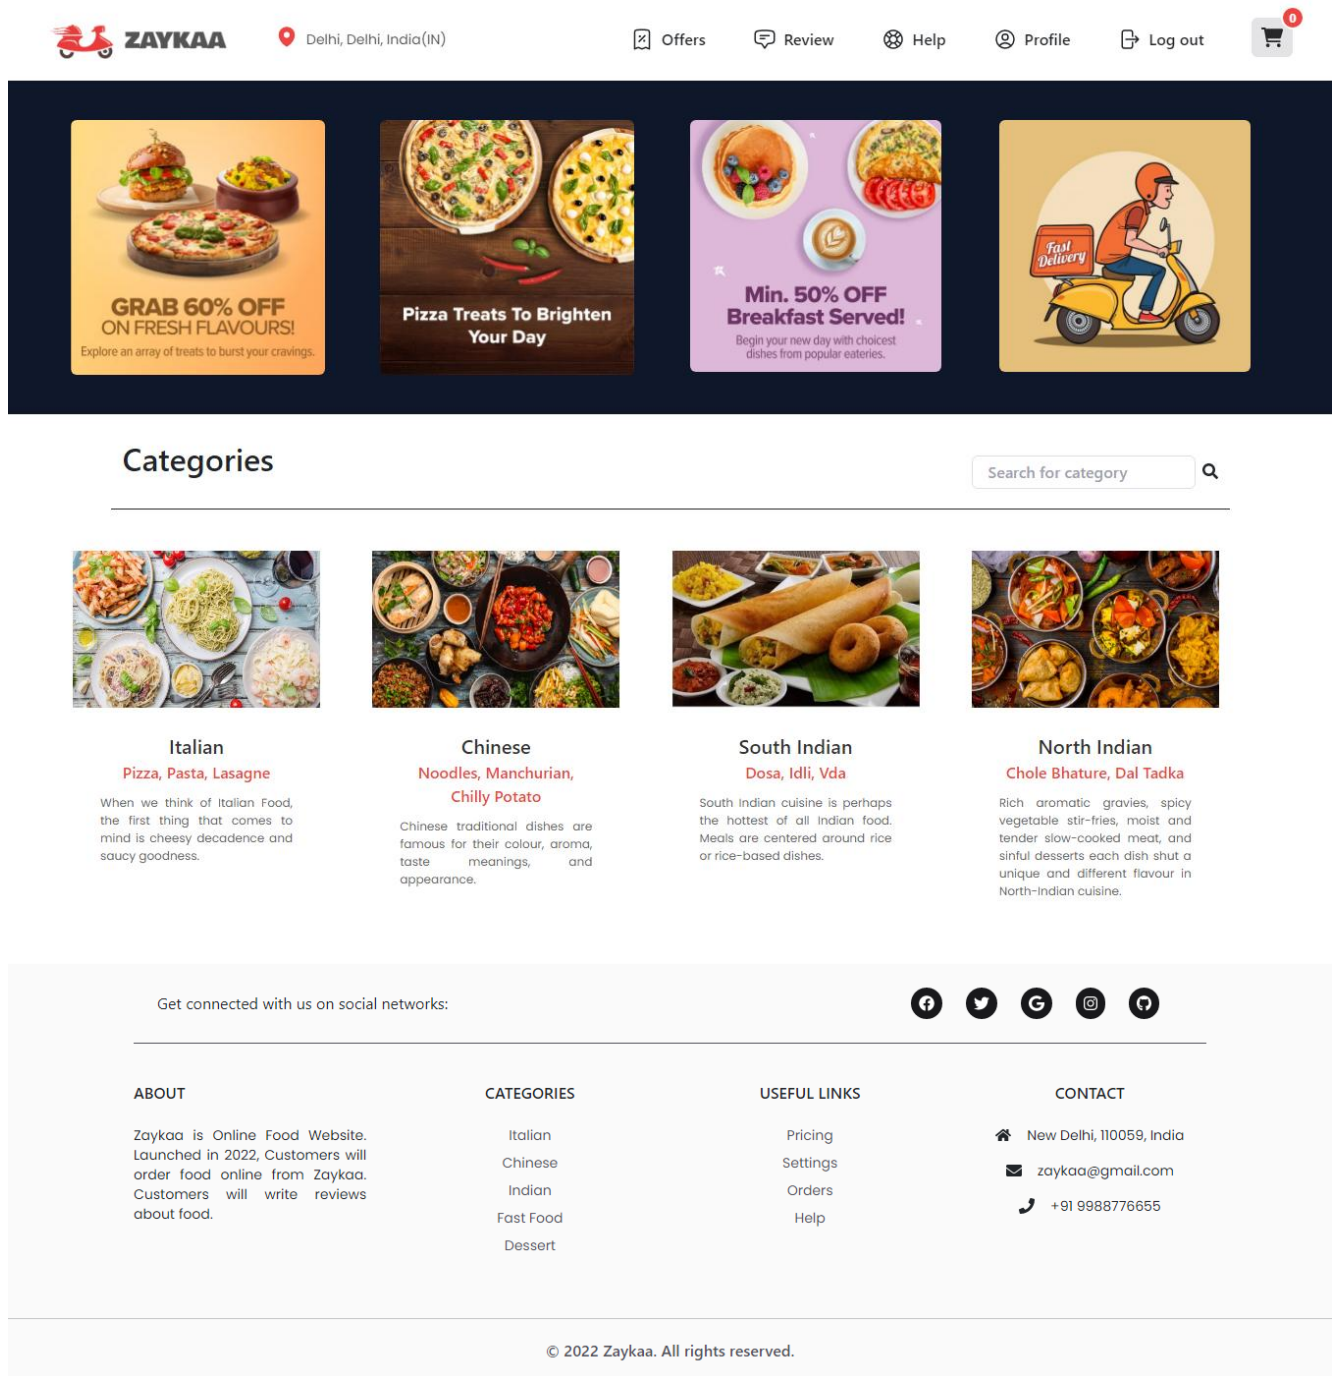 ZAYKAA
Delhi, Delhi, India(IN)
Offers
Review
Help
Profile
Log out
0
GRAB 60% OFF
ON FRESH FLAVOURS!
Explore an array of treats to burst your cravings.
Pizza Treats To Brighten
Your Day
Min. 50% OFF
Breakfast Served!
Begin your new day with choicest
dishes from popular eateries.
Fast
Delivery
Categories
Search for category
Italian
Pizza, Pasta, Lasagne
When we think of Italian Food,
the first thing that comes to
mind is cheesy decadence and
saucy goodness.
Chinese
Noodles, Manchurian,
Chilly Potato
Chinese traditional dishes are
famous for their colour, aroma,
taste meanings, and
appearance.
South Indian
Dosa, Idli, Vda
South Indian cuisine is perhaps
the hottest of all Indian food.
Meals are centered around rice
or rice-based dishes.
North Indian
Chole Bhature, Dal Tadka
Rich aromatic gravies, spicy
vegetable stir-fries, moist and
tender slow-cooked meat, and
sinful desserts each dish shut a
unique and different flavour in
North-Indian cuisine.
Get connected with us on social networks:
ABOUT
Zaykaa is Online Food Website.
Launched in 2022, Customers will
order food online from Zaykaa.
Customers will write reviews
about food.
CATEGORIES
Italian
Chinese
Indian
Fast Food
Dessert
USEFUL LINKS
Pricing
Settings
Orders
Help
CONTACT
New Delhi, 110059, India
zaykaa@gmail.com
+91 9988776655
© 2022 Zaykaa. All rights reserved.